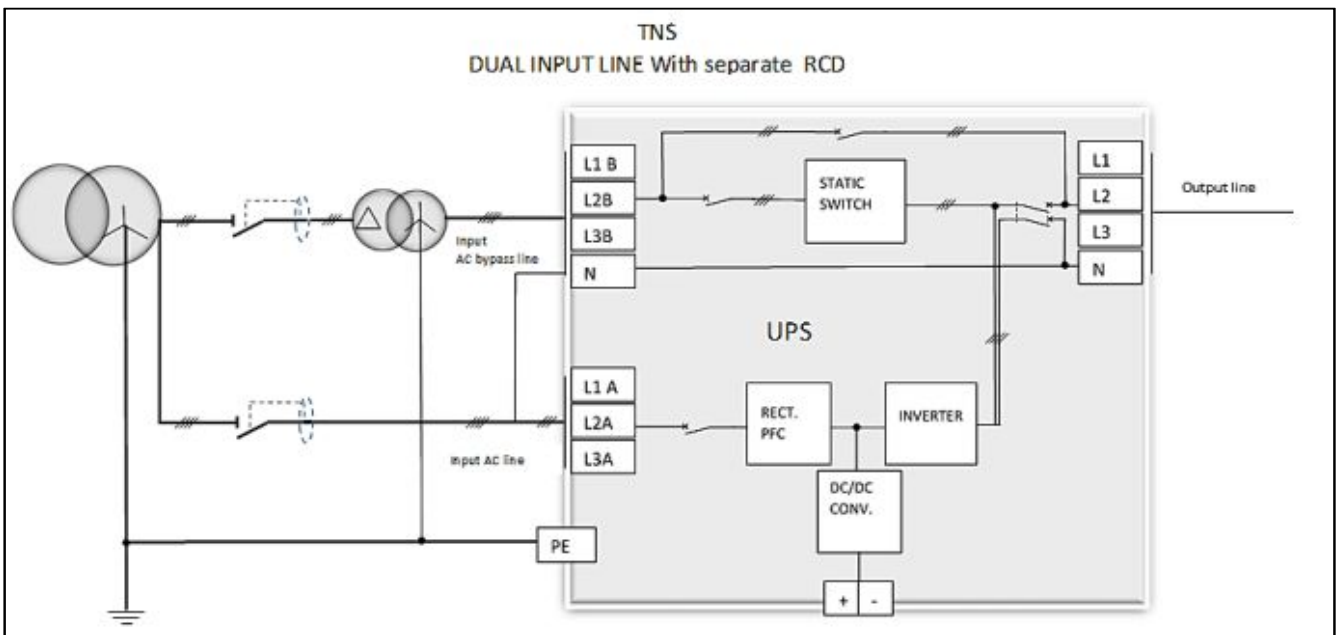 TNS
DUAL INPUT LINE With separate RCD
L1 B
L2B
L3B
N
Input
AC bypass line
STATIC
SWITCH
L1
L2
L3
N
Output line
UPS
L1 A
L2A
L3A
Input AC line
RECT.
PFC
INVERTER
DC/DC
CONV.
PE
+ -